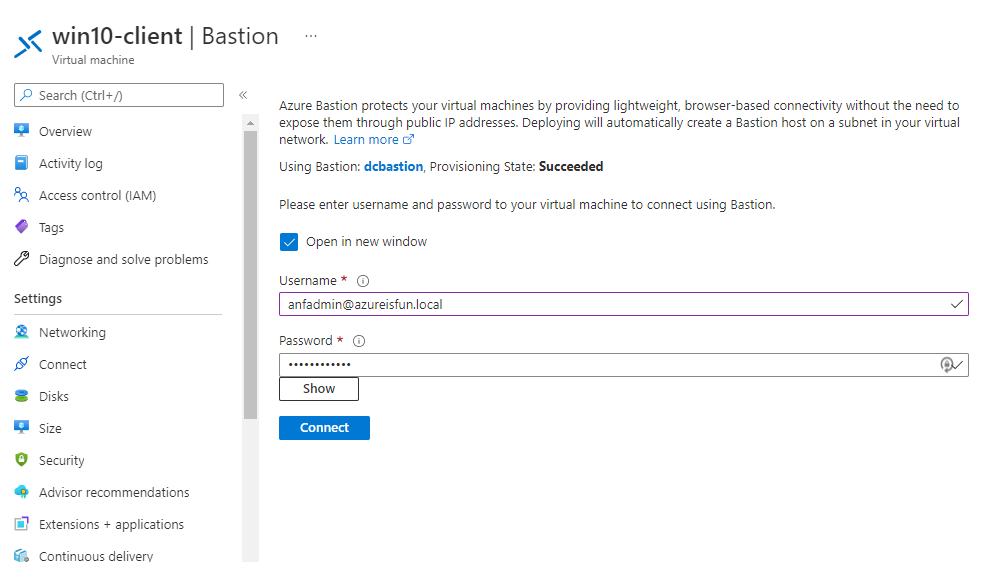 win10-client | Bastion ...
Virtual machine
Search (Ctrl+/)
«
Overview
Activity log
Access control (IAM)
Tags
Diagnose and solve problems
Settings
Networking
Connect
Disks
Size
Security
Advisor recommendations
Extensions + applications
Continuous delivery
Azure Bastion protects your virtual machines by providing lightweight, browser-based connectivity without the need to
expose them through public IP addresses. Deploying will automatically create a Bastion host on a subnet in your virtual
network. Learn more
Using Bastion: dcbastion, Provisioning State: Succeeded
Please enter username and password to your virtual machine to connect using Bastion.
Open in new window
Username *
anfadmin@azureisfun.local
Password *
••••••••••••
Show
Connect